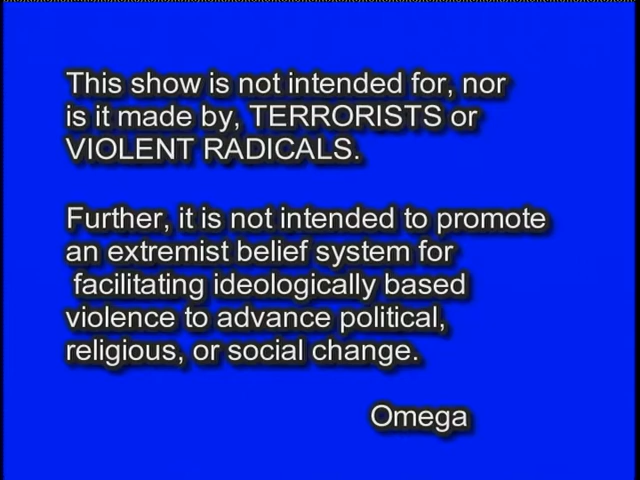 This show is not intended for, nor
is it made by, TERRORISTS or
VIOLENT RADICALS.
Further, it is not intended to promote
an extremist belief system for
facilitating ideologically based
violence to advance political,
religious, or social change.
Omega